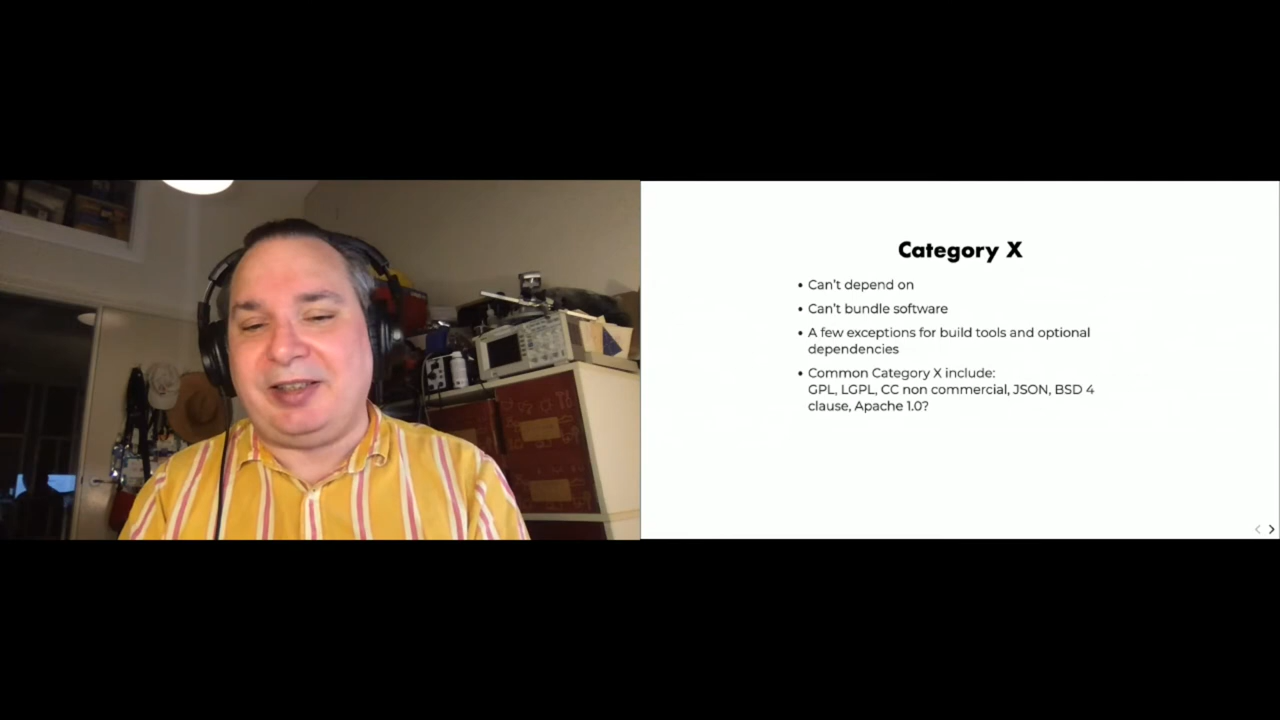 Category X
• Can't depend on
• Can't bundle software
• A few exceptions for build tools and optional
dependencies
• Common Category X include:
GPL, LGPL, CC non commercial, JSON, BSD 4
clause, Apache 1.0?